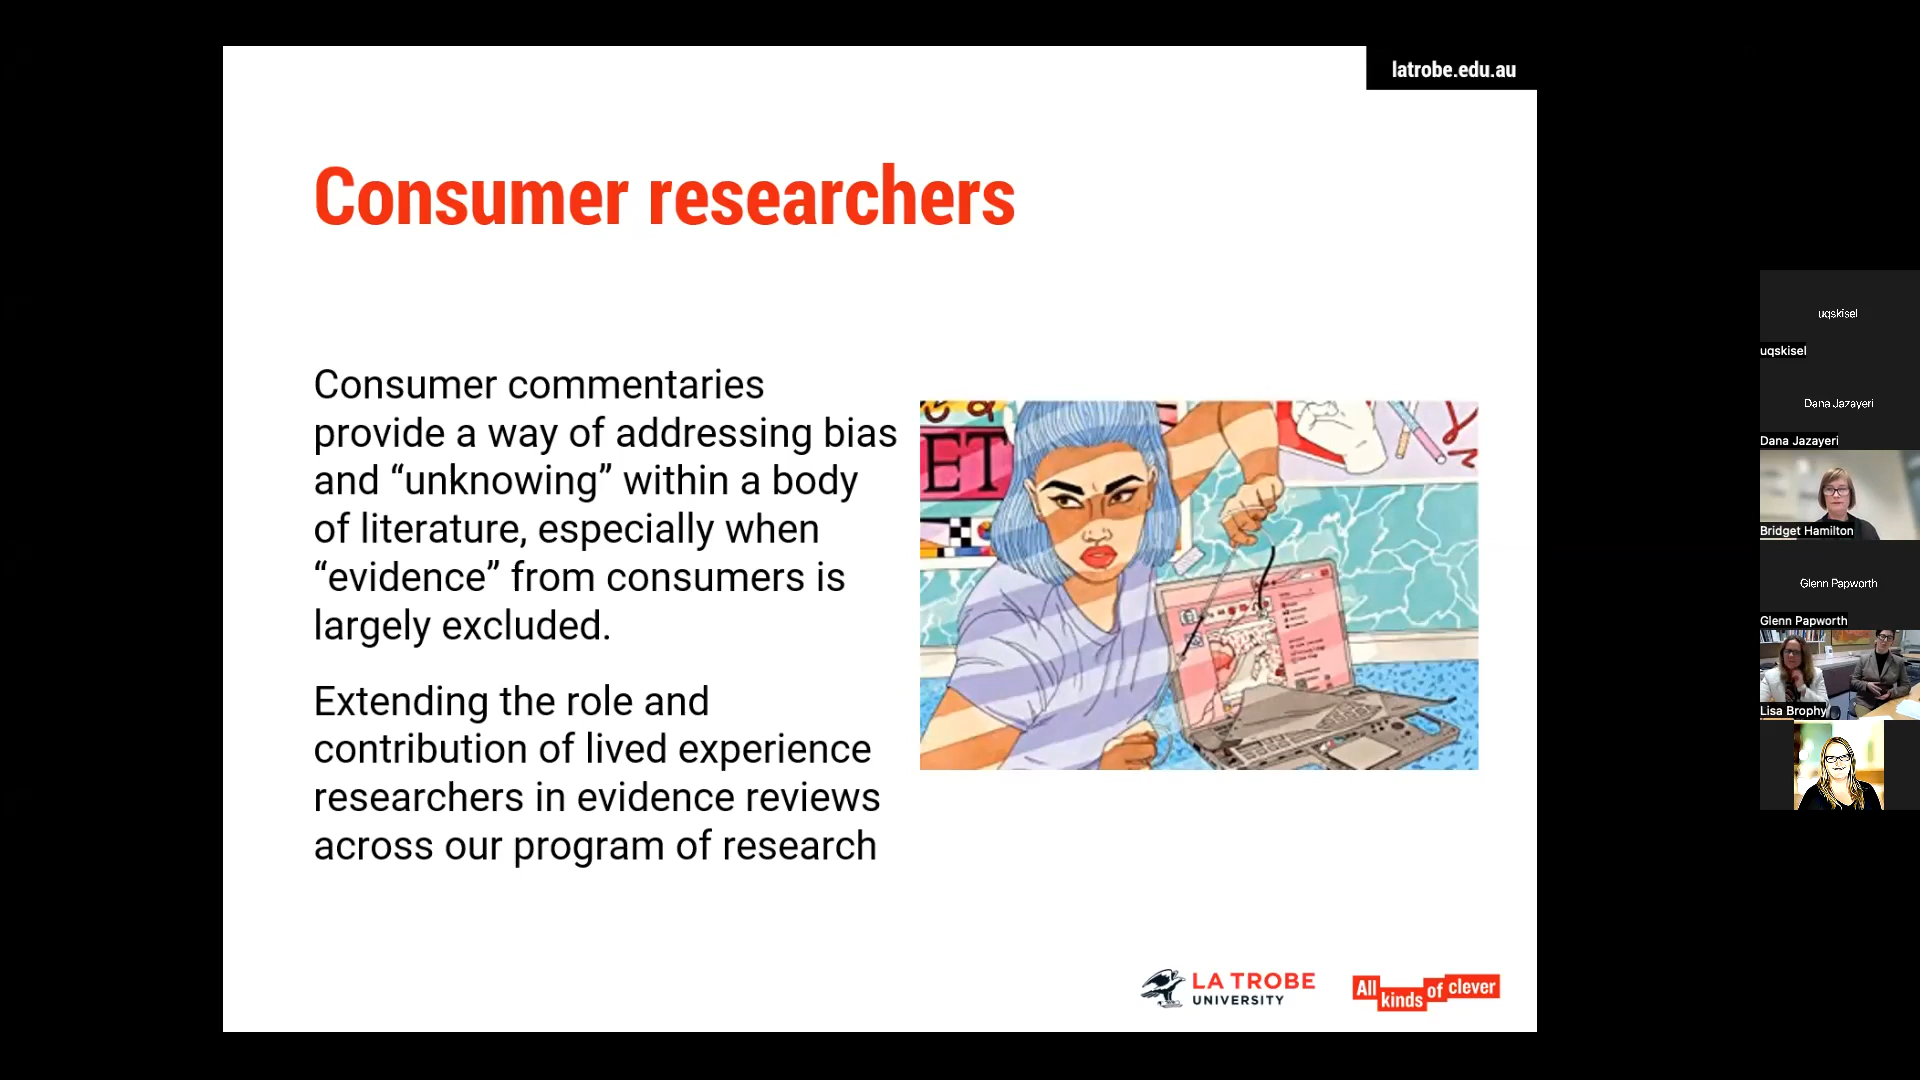 latrobe.edu.au
Consumer researchers
Consumer commentaries
provide a way of addressing bias
and “unknowing” within a body
of literature, especially when
“evidence” from consumers is
largely excluded.
Extending the role and
contribution of lived experience
researchers in evidence reviews
across our program of research
ET
LA TROBE
UNIVERSITY
All kinds of clever
uqskisel
uqskisel
Dana Jazayeri
Dana Jazayeri
Bridget Hamilton
Glenn Papworth
Glenn Papworth
Lisa Brophy